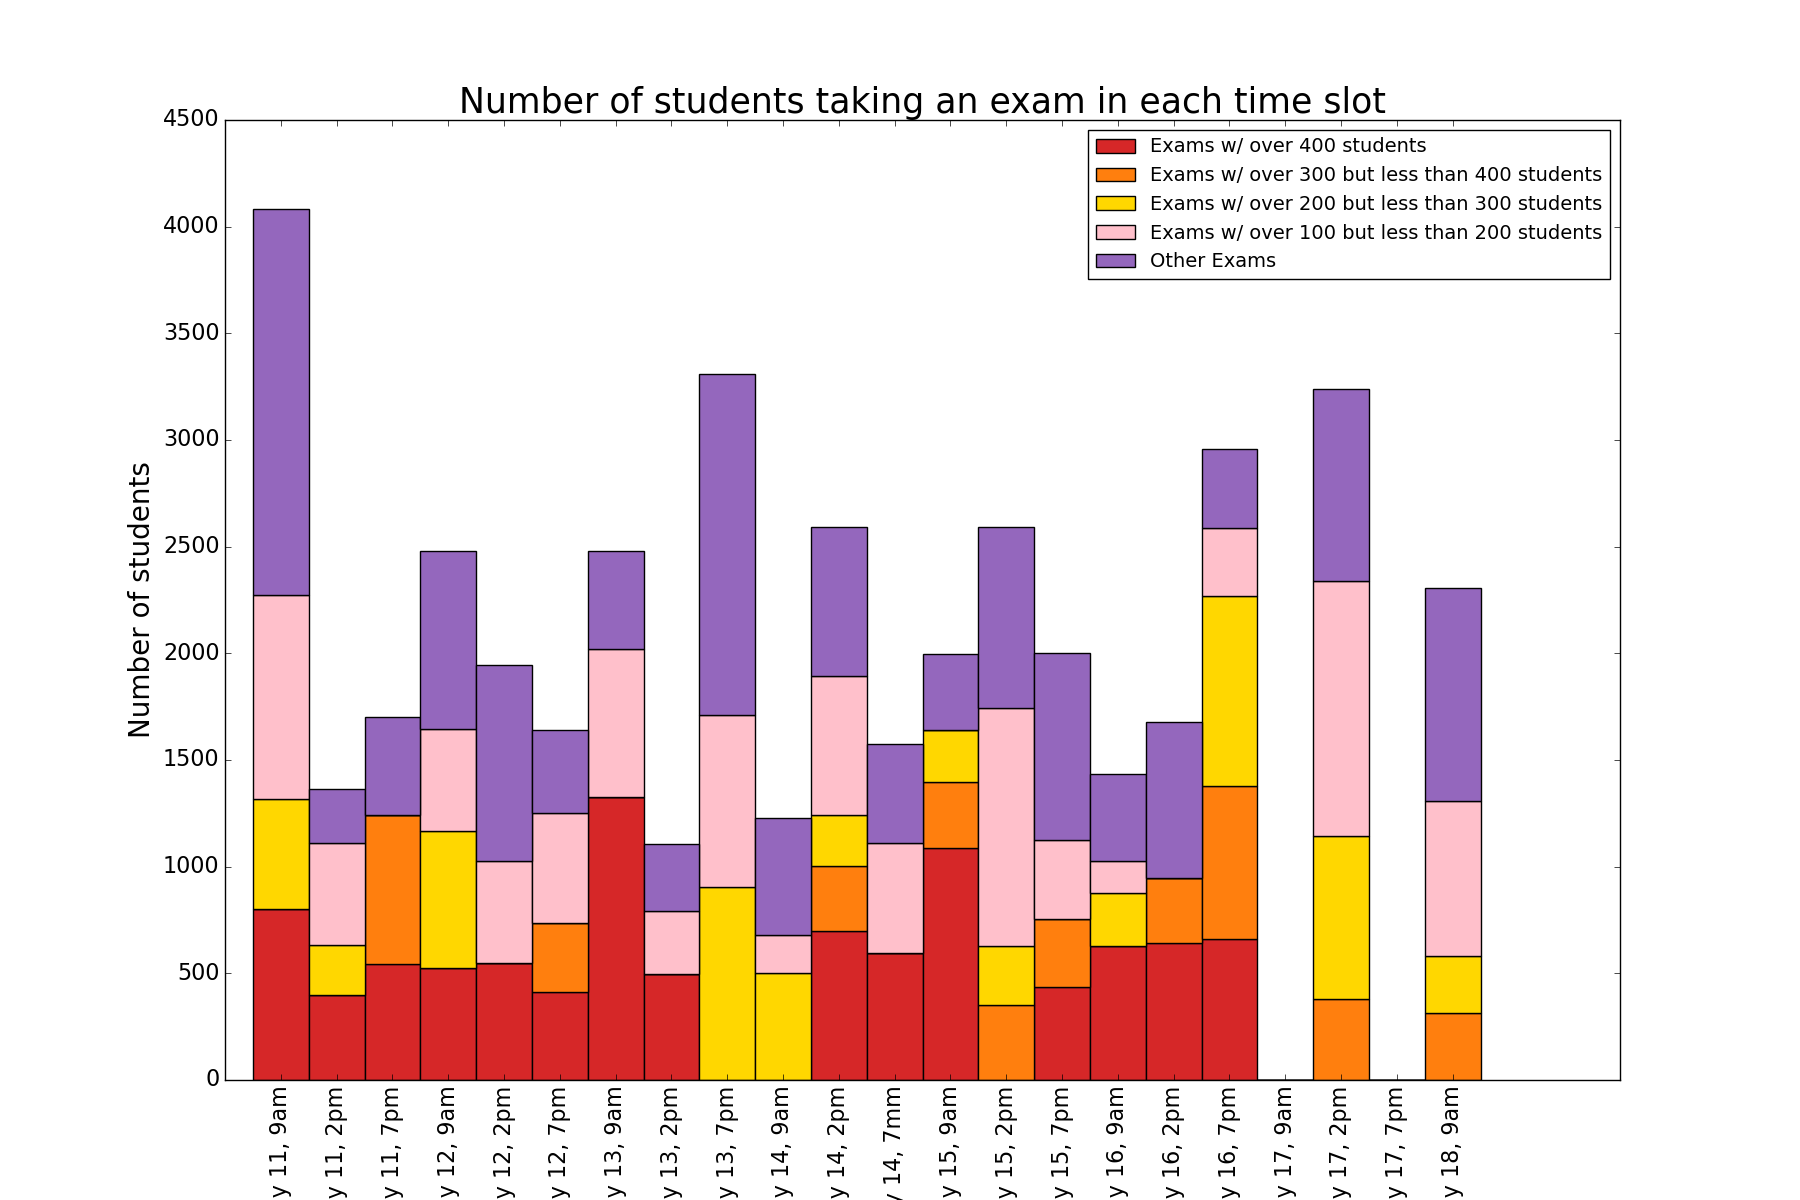 Number of students taking an exam in each time slot
Number of students
4500
4000
3500
3000
2500
2000
1500
1000
500
0
Exams w/ over 400 students
Exams w/ over 300 but less than 400 students
Exams w/ over 200 but less than 300 students
Exams w/ over 100 but less than 200 students
Other Exams
y 11, 9am
y 11, 2pm
y 11, 7pm
y 12, 9am
y 12, 2pm
y 12, 7pm
y 13, 9am
y 13, 2pm
y 13, 7pm
y 14, 9am
y 14, 2pm
y 14, 7mm
y 15, 9am
y 15, 2pm
y 15, 7pm
y 16, 9am
y 16, 2pm
y 16, 7pm
y 17, 9am
y 17, 2pm
y 17, 7pm
y 18, 9am